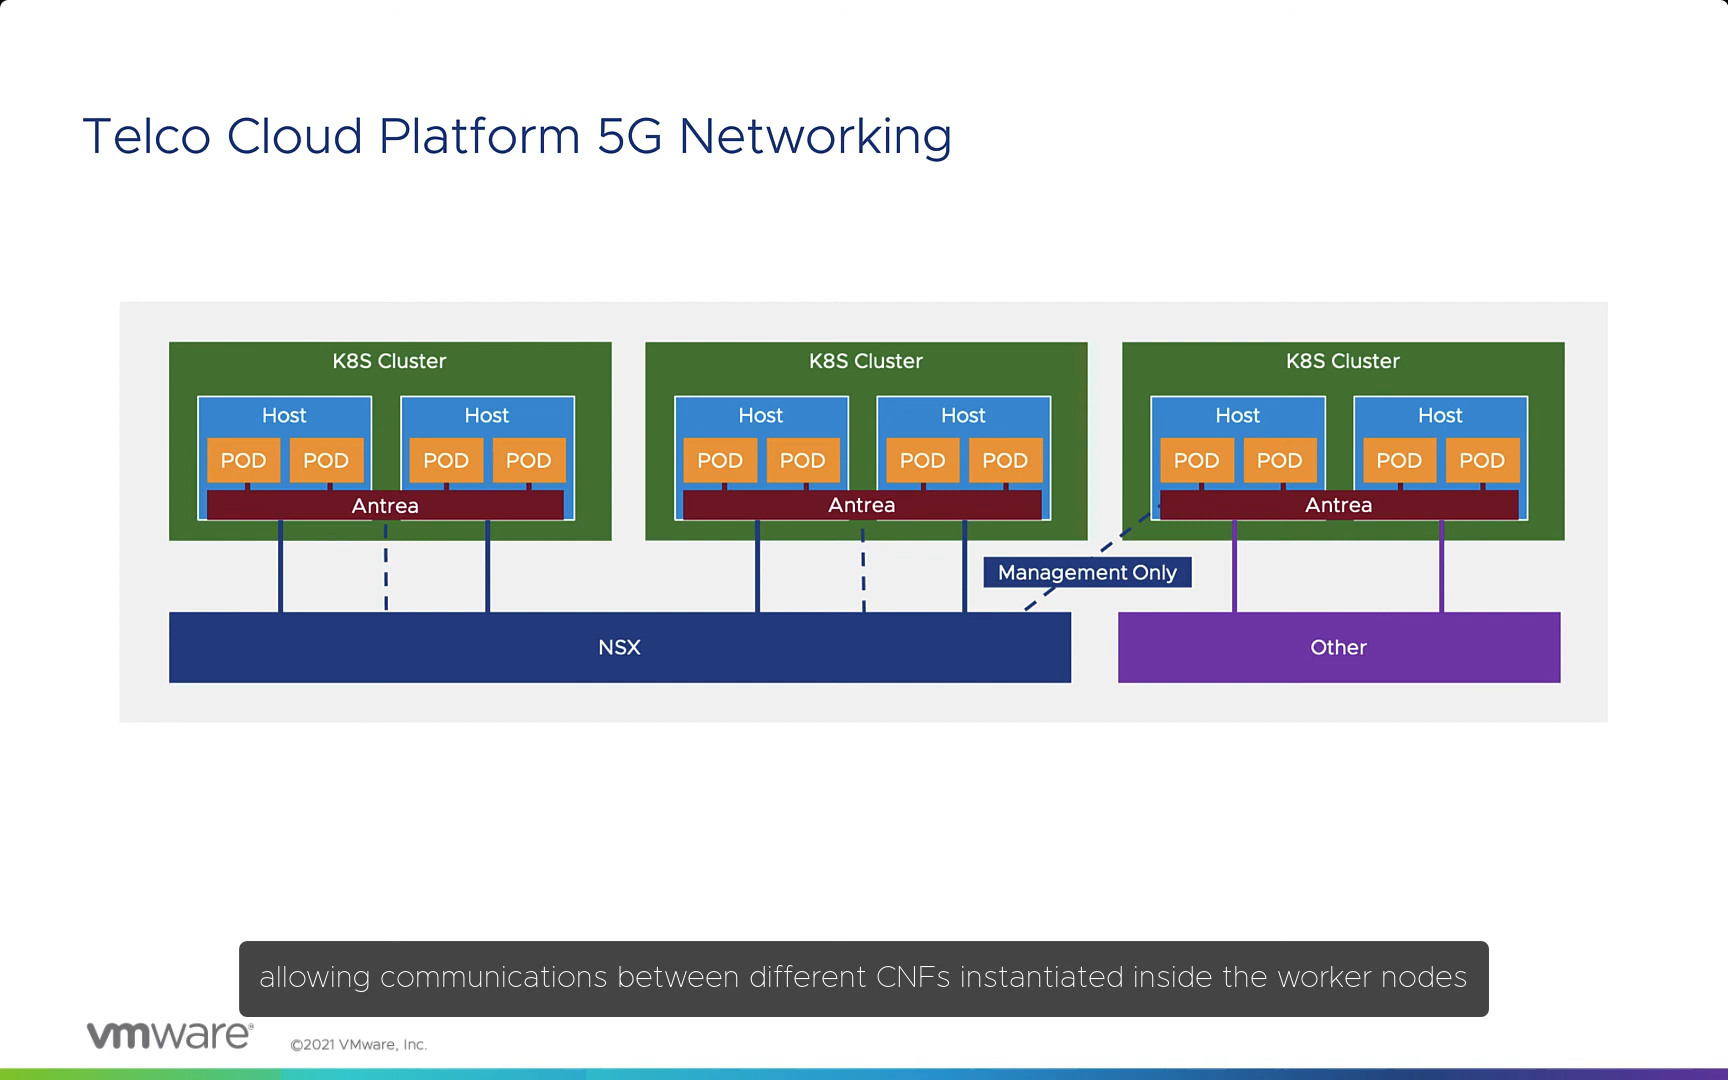 Telco Cloud Platform 5G Networking
K8S Cluster
K8S Cluster
K8S Cluster
Host
Host
Host
Host
Host
Host
POD
POD
POD
POD
POD
POD
POD
POD
POD
POD
POD
POD
Antrea
Antrea
Antrea
Management Only
NSX
Other
allowing communications between different CNFs instantiated inside the worker nodes
vmware®
©2021 VMware, Inc.